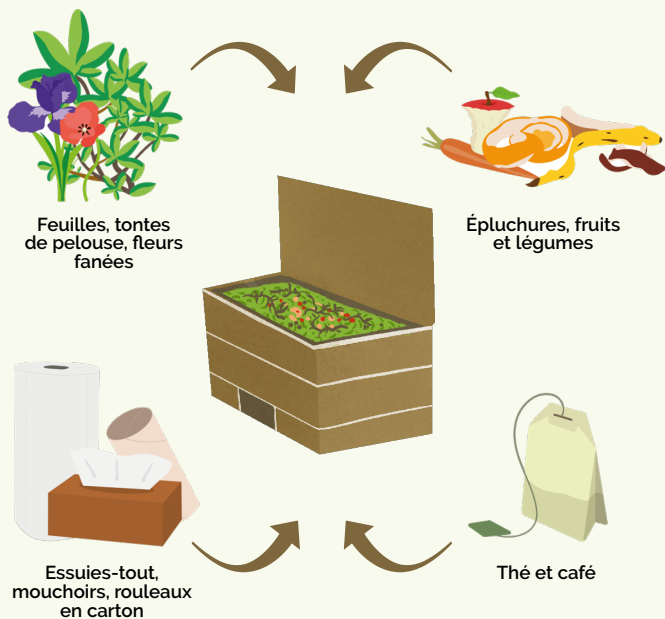 Feuilles, tontes
de pelouse, fleurs
fanées
Épluchures, fruits
et légumes
Essuies-tout,
mouchoirs, rouleaux
en carton
Thé et café